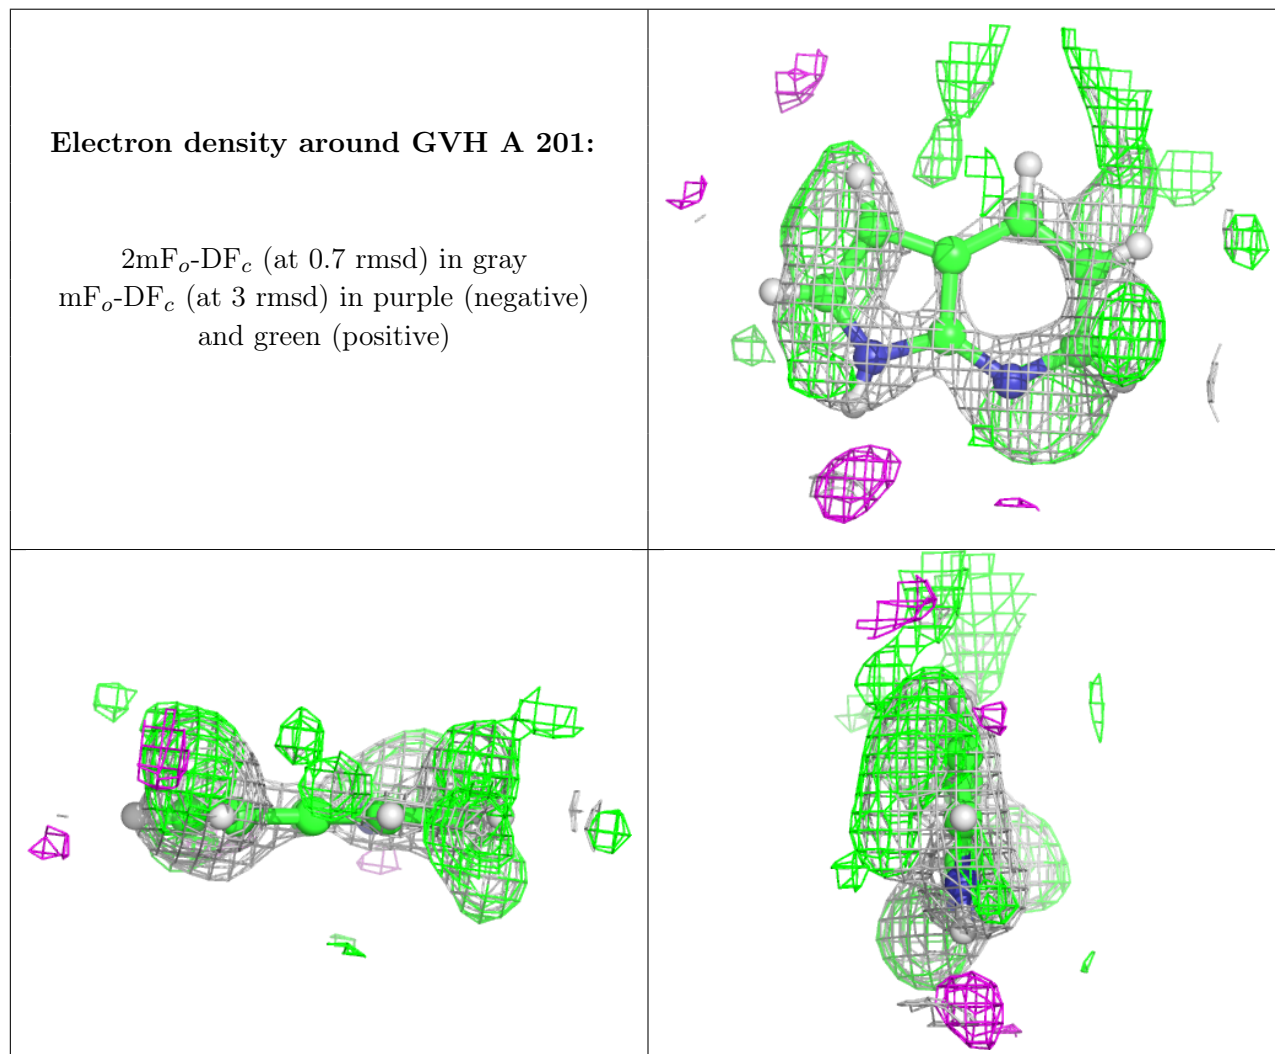 Electron density around GVH A 201:
2mFo-DFc (at 0.7 rmsd) in gray
mFo-DFc (at 3 rmsd) in purple (negative)
and green (positive)